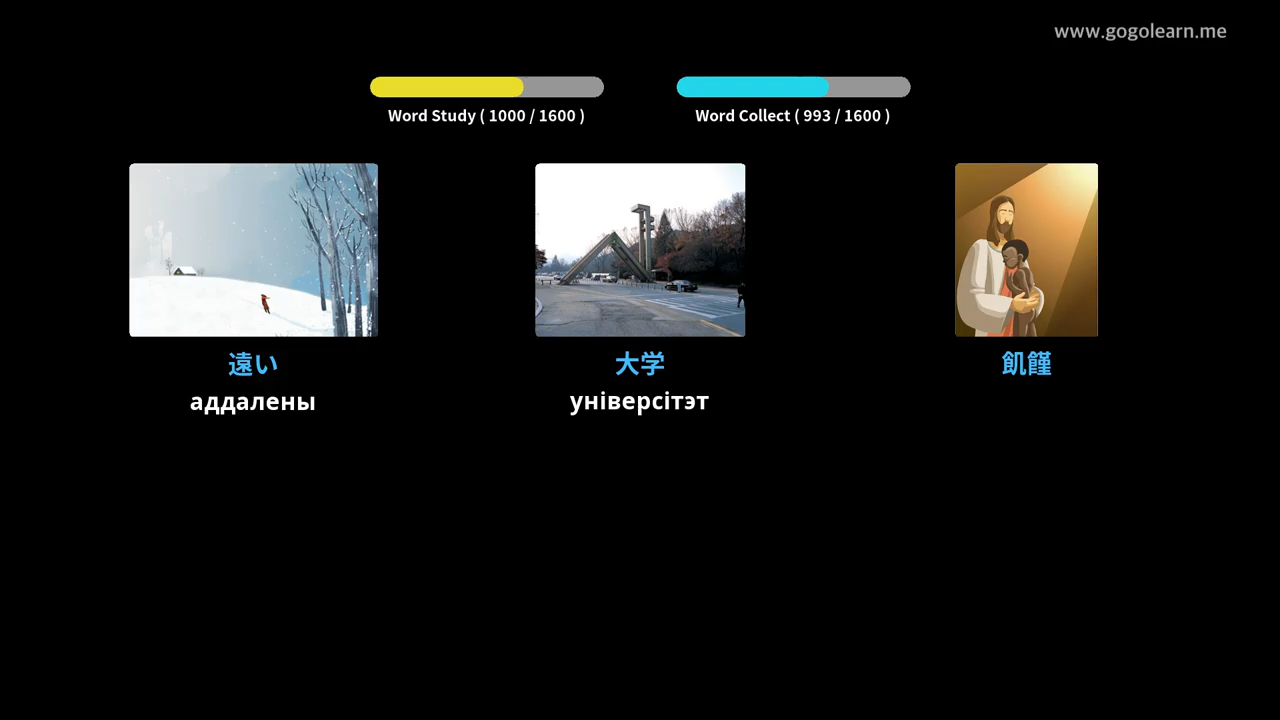 www.gogolearn.me
Word Study ( 1000 / 1600 )
Word Collect ( 993 / 1600 )
遠い
大学
飢饉
аддалены
універсітэт